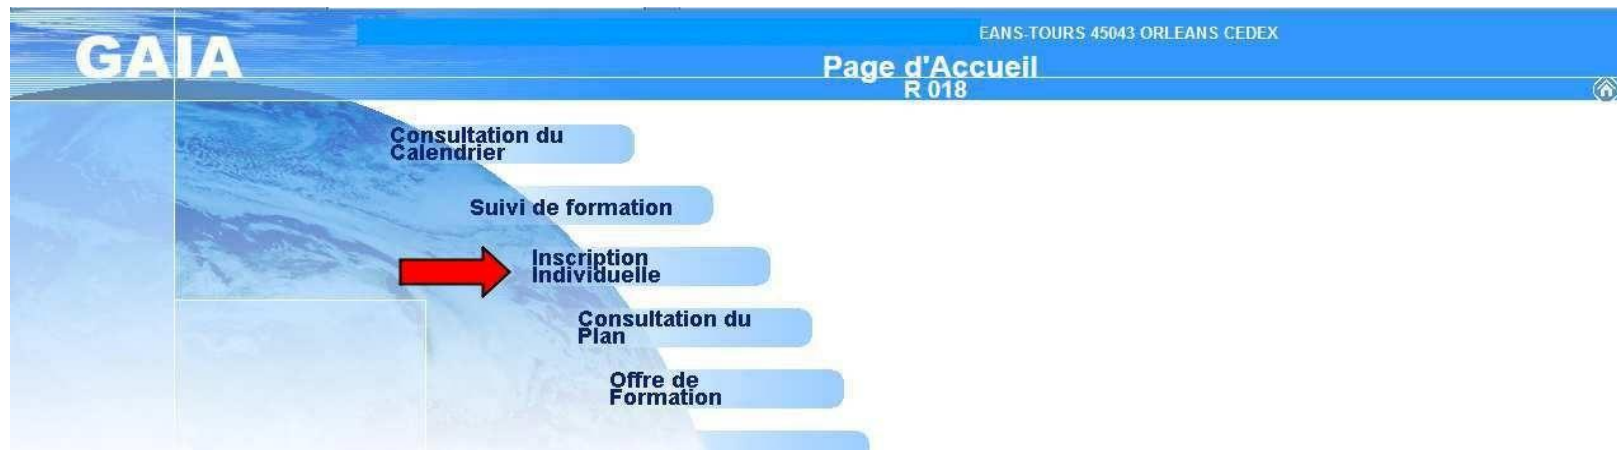 GAIA
EANS-TOURS 45043 ORLEANS CEDEX
Page d'Accueil
R 018
Consultation du
Calendrier
Suivi de formation
Inscription
Individuelle
Consultation du
Plan
Offre de
Formation